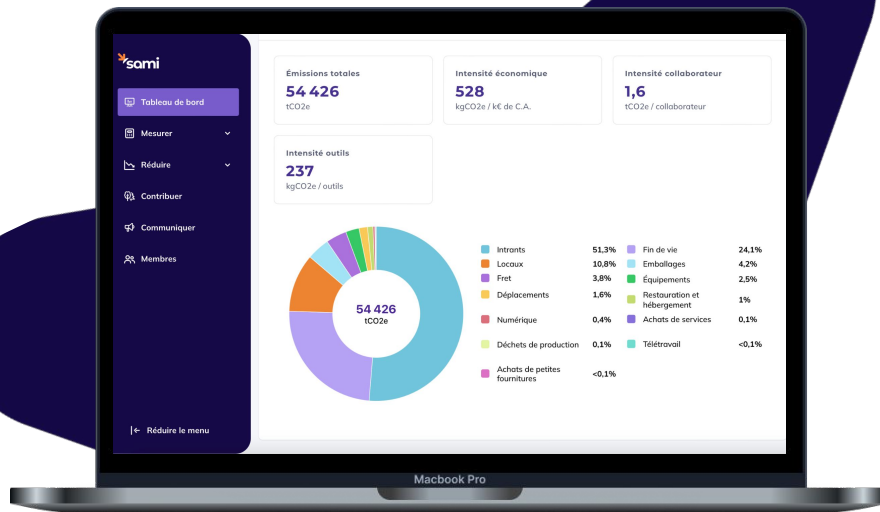 sami
Tableau de bord
Mesurer
Réduire
Contribuer
Communiquer
Membres
Réduire le menu
Émissions totales
54 426
tCO2e
Intensité économique
528
kgCO2e / k€ de C.A.
Intensité collaborateur
1,6
tCO2e / collaborateur
Intensité outils
237
kgCO2e / outils
54 426
tCO2e
Intrants 51,3%
Fin de vie 24,1%
Locaux 10,8%
Emballages 4,2%
Fret 3,8%
Équipements 2,5%
Déplacements 1,6%
Restauration et
hébergement 1%
Numérique 0,4%
Achats de services 0,1%
Déchets de production 0,1%
Télétravail <0,1%
Achats de petites
fournitures <0,1%
Macbook Pro